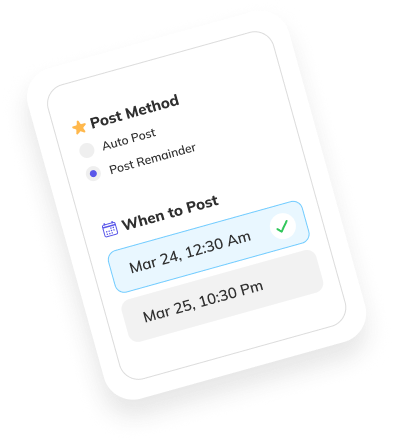 Post Method
Auto Post
Post Remainder
When to Post
Mar 24, 12:30 Am
Mar 25, 10:30 Pm